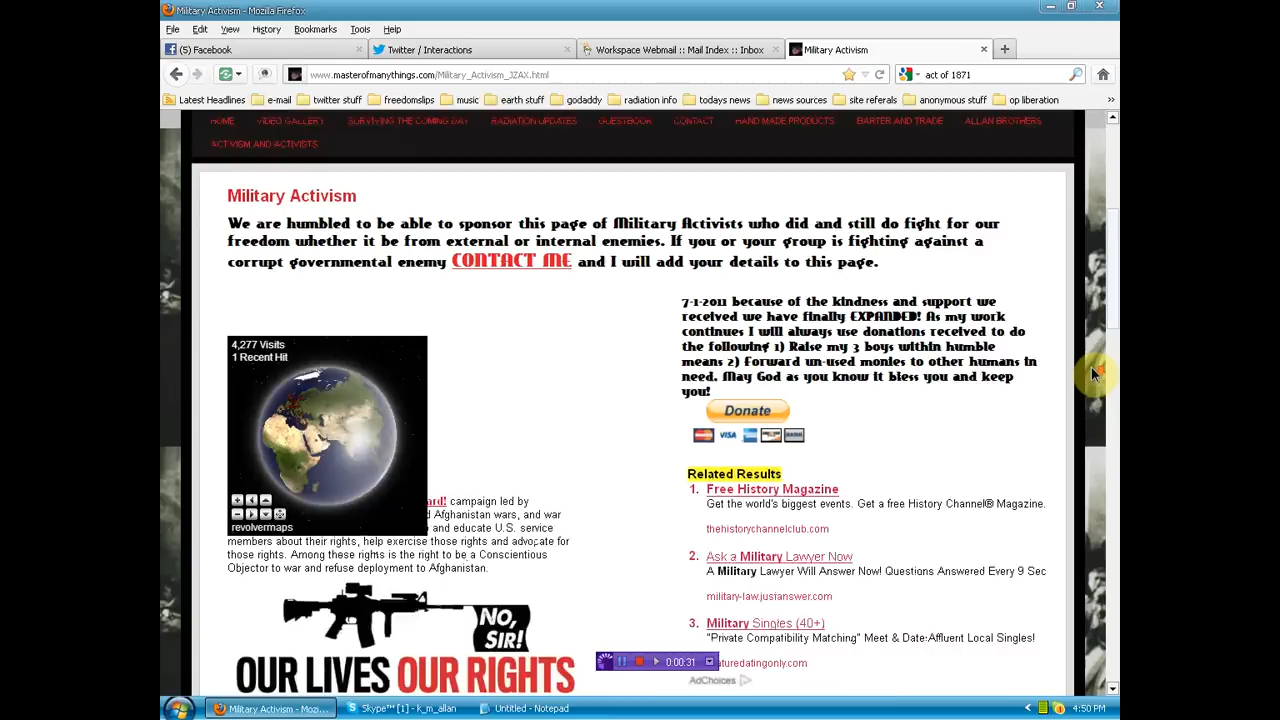 Military Activism - Mozilla Firefox
File Edit View History Bookmarks Tools Help
(5) Facebook
Twitter / Interactions
Workspace Webmail :: Mail Index :: Inbox
Military Activism
www.masterofmanythings.com/Military_Activism_JZAX.html
act of 1871
Latest Headlines e-mail twitter stuff freedomslips music earth stuff godaddy radiation info todays news news sources site referals anonymous stuff op liberation
HOME VIDEO GALLERY SURVIVING THE COMING DAY RADIATION UPDATES GUESTBOOK CONTACT HAND MADE PRODUCTS BARTER AND TRADE ALLAN BROTHERS
ACTIVISM AND ACTIVISTS
Military Activism
We are humbled to be able to sponsor this page of Military Activists who did and still do fight for our
freedom whether it be from external or internal enemies. If you or your group is fighting against a
corrupt governmental enemy CONTACT ME and I will add your details to this page.
7-1-2011 because of the kindness and support we
received we have finally EXPANDED! As my work
continues I will always use donations received to do
the following 1) Raise my 3 boys within humble
means 2) Forward un-used monies to other humans in
need. May God as you know it bless you and keep
you!
Donate
VISA
4,277 Visits
1 Recent Hit
revolvermaps
ard! campaign led by
d Afghanistan wars, and war
and educate U.S. service
members about their rights, help exercise those rights and advocate for
those rights. Among these rights is the right to be a Conscientious
Objector to war and refuse deployment to Afghanistan.
NO,
SIR!
OUR LIVES OUR RIGHTS
Related Results
1. Free History Magazine
Get the world's biggest events. Get a free History Channel® Magazine.
thehistorychannelclub.com
2. Ask a Military Lawyer Now
A Military Lawyer Will Answer Now! Questions Answered Every 9 Sec
military-law.justanswer.com
3. Military Singles (40+)
"Private Compatibility Matching" Meet & Date Affluent Local Singles!
aturedatingonly.com
AdChoices
0:00:31
Military Activism - Mozi...
Skype™ [1] - k_m_allan
Untitled - Notepad
4:50 PM